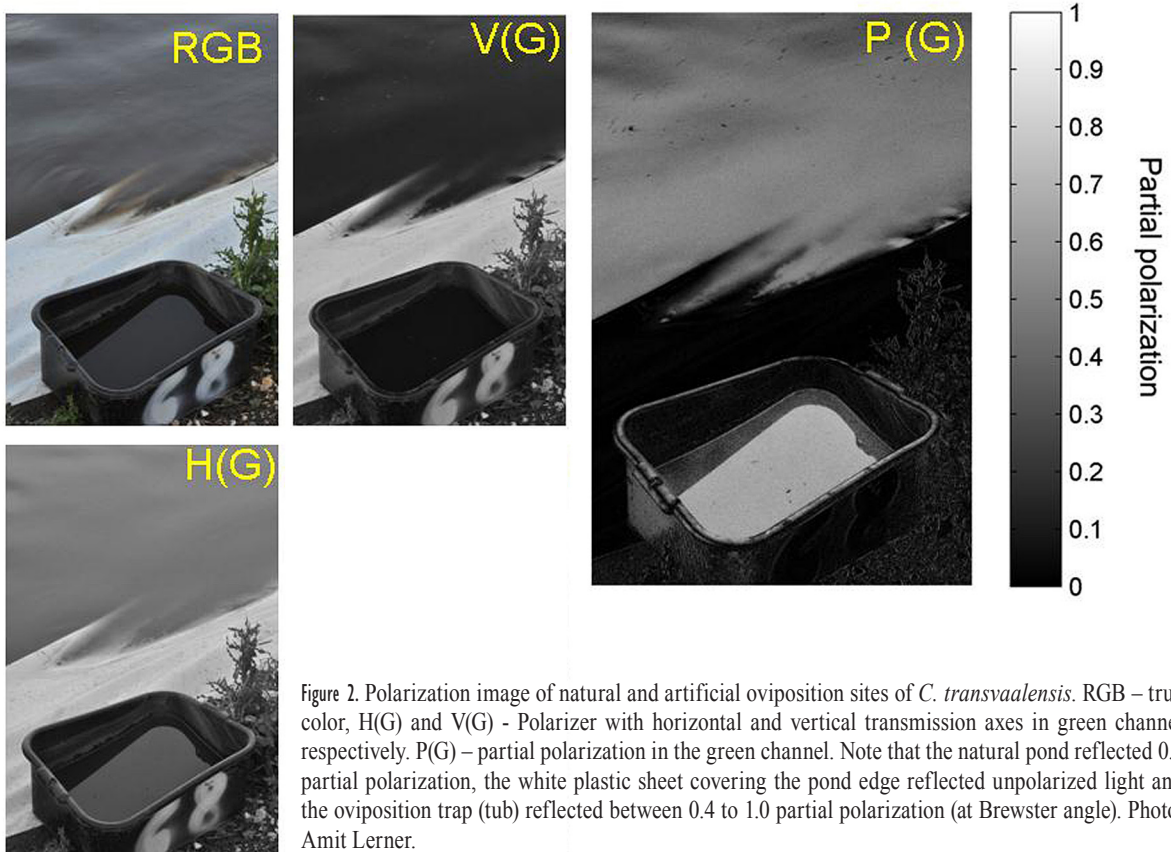 RGB
V(G)
P (G)
1
0.9
0.8
0.7
0.6
0.5
0.4
0.3
0.2
0.1
0
Partial polarization
68
68
H(G)
68
Figure 2. Polarization image of natural and artificial oviposition sites of C. transvaalensis. RGB – tru
color, H(G) and V(G) - Polarizer with horizontal and vertical transmission axes in green channe
respectively. P(G) – partial polarization in the green channel. Note that the natural pond reflected 0.
partial polarization, the white plastic sheet covering the pond edge reflected unpolarized light an
the oviposition trap (tub) reflected between 0.4 to 1.0 partial polarization (at Brewster angle). Photo
Amit Lerner.